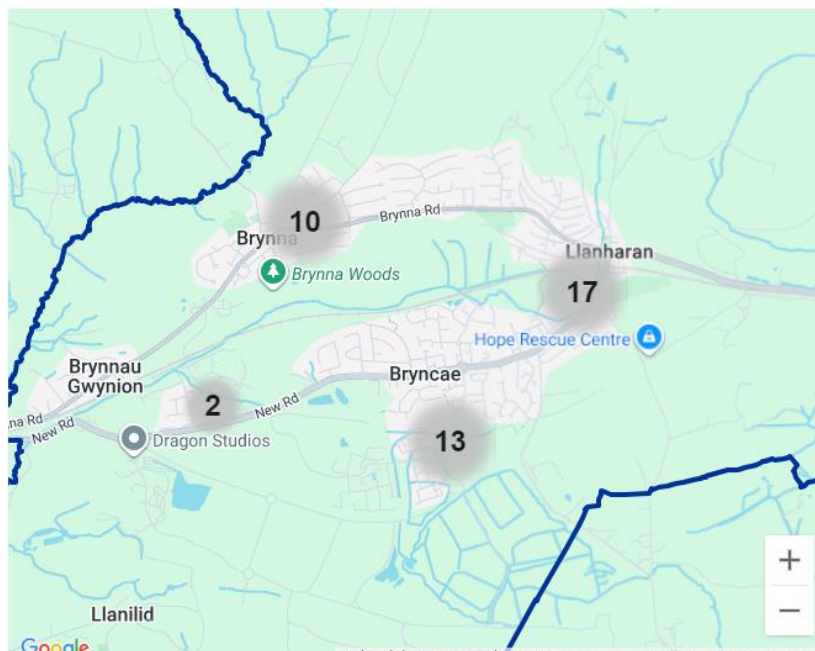 10
Brynna Rd
Brynna
Brynna Woods
Llanharan
17
Hope Rescue Centre
Brynnau
Gwynion
Bryncae
2
New Rd
na Rd
New Rd
Dragon Studios
13
Llanilid
Google